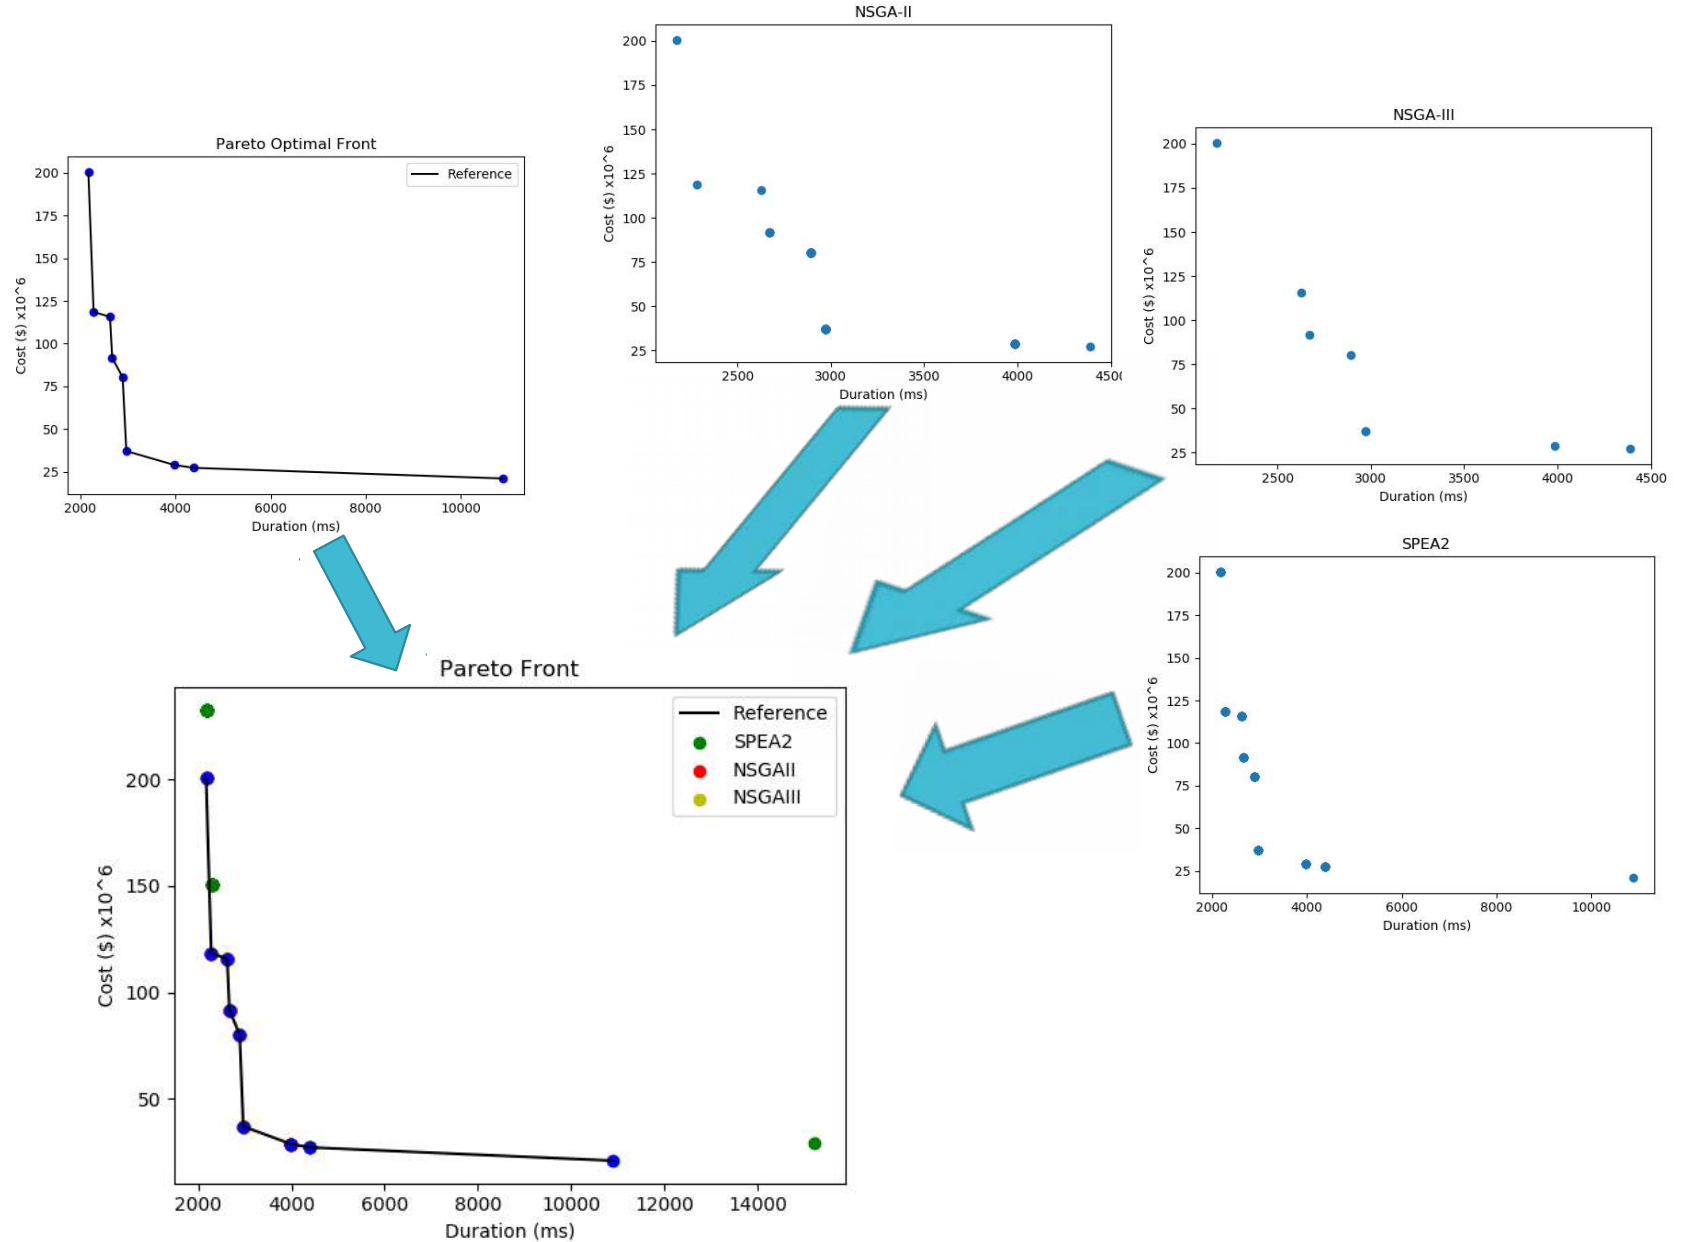 Pareto Optimal Front
Reference
200
175
150
125
100
75
50
25
Cost ($) x10^6
2000 4000 6000 8000 10000
Duration (ms)
NSGA-II
200
175
150
125
100
75
50
25
Cost ($) x10^6
2500 3000 3500 4000 450
Duration (ms)
NSGA-III
200
175
150
125
100
75
50
25
Cost ($) x10^6
2500 3000 3500 4000 4500
Duration (ms)
SPEA2
200
175
150
125
100
75
50
25
Cost ($) x10^6
2000 4000 6000 8000 10000
Duration (ms)
Pareto Front
Reference
SPEA2
NSGAII
NSGAIII
200
150
100
50
Cost ($) x10^6
2000 4000 6000 8000 10000 12000 14000
Duration (ms)